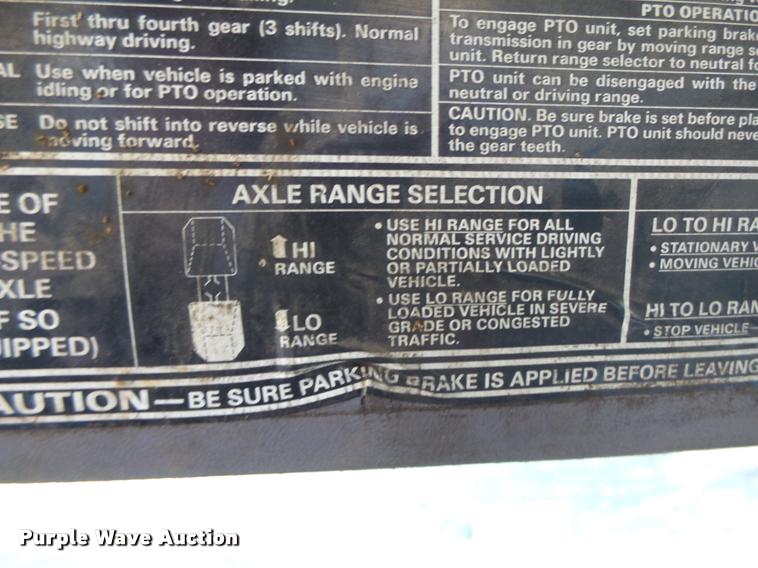 First thru fourth gear (3 shifts). Normal
highway driving.
Use when vehicle is parked with engine
idling or for PTO operation.
Do not shift into reverse while vehicle is
moving forward.
PTO OPERATIO
To engage PTO unit, set parking brak
transmission in gear by moving range s
unit. Return range selector to neutral f
PTO unit can be disengaged with the
neutral or driving range.
CAUTION. Be sure brake is set before pla
to engage PTO unit. PTO unit should neve
the gear teeth.
E OF
HE
-SPEED
XLE
F SO
UIPPED)
AXLE RANGE SELECTION
HI
RANGE
LO
RANGE
• USE HI RANGE FOR ALL
NORMAL SERVICE DRIVING
CONDITIONS WITH LIGHTLY
OR PARTIALLY LOADED
VEHICLE.
• USE LO RANGE FOR FULLY
LOADED VEHICLE IN SEVERE
GRADE OR CONGESTED
TRAFFIC.
LO TO HI RA
• STATIONARY V
• MOVING VEHIC
HI TO LO RAN
• STOP VEHICLE—
AUTION—BE SURE PARKING BRAKE IS APPLIED BEFORE LEAVING
Purple Wave Auction